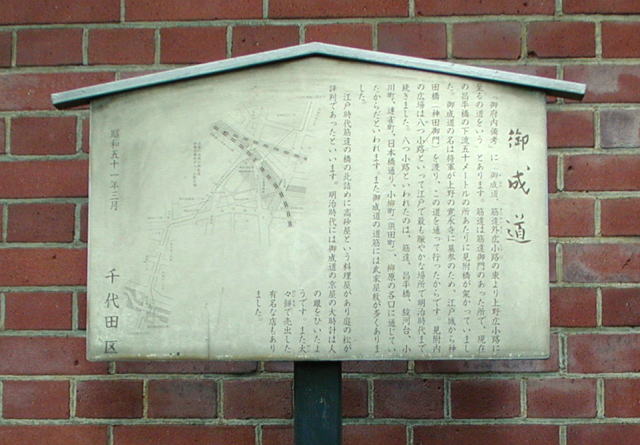 御成道
『御府内備考』に「御成道、筋違外広小路の東より上野広小路に
至るの道をいう」とあります。筋違は筋違御門のあった所で、現在
の昌平橋の下流五十メートルの所あたりに見附橋が架かっていまし
た。御成道の名は将軍が上野の寛永寺に墓参のため、江戸城から神
田橋（神田御門）を渡り、この道を通って行ったからです。見附内
の広場は八つ小路といって江戸で最も賑やかな場所で明治時代まで
続きました。八つ小路といわれたのは、筋違、昌平橋、駿河台、小
川町、連雀町、日本橋通り、小柳町（須田町）、柳原の各口に通じてい
たからだといわれます。また御成道の道筋には武家屋敷が多くありま
した。
江戸時代筋違の橋の北詰めに高砂屋という料理屋があり庭の松が
評判であったといいます。明治時代には御成道の京屋の大時計は人
の眼をひいたよ
うです。また太
々餅で売出した
有名な店もあり
ました。
昭和五十一年三月
千代田区